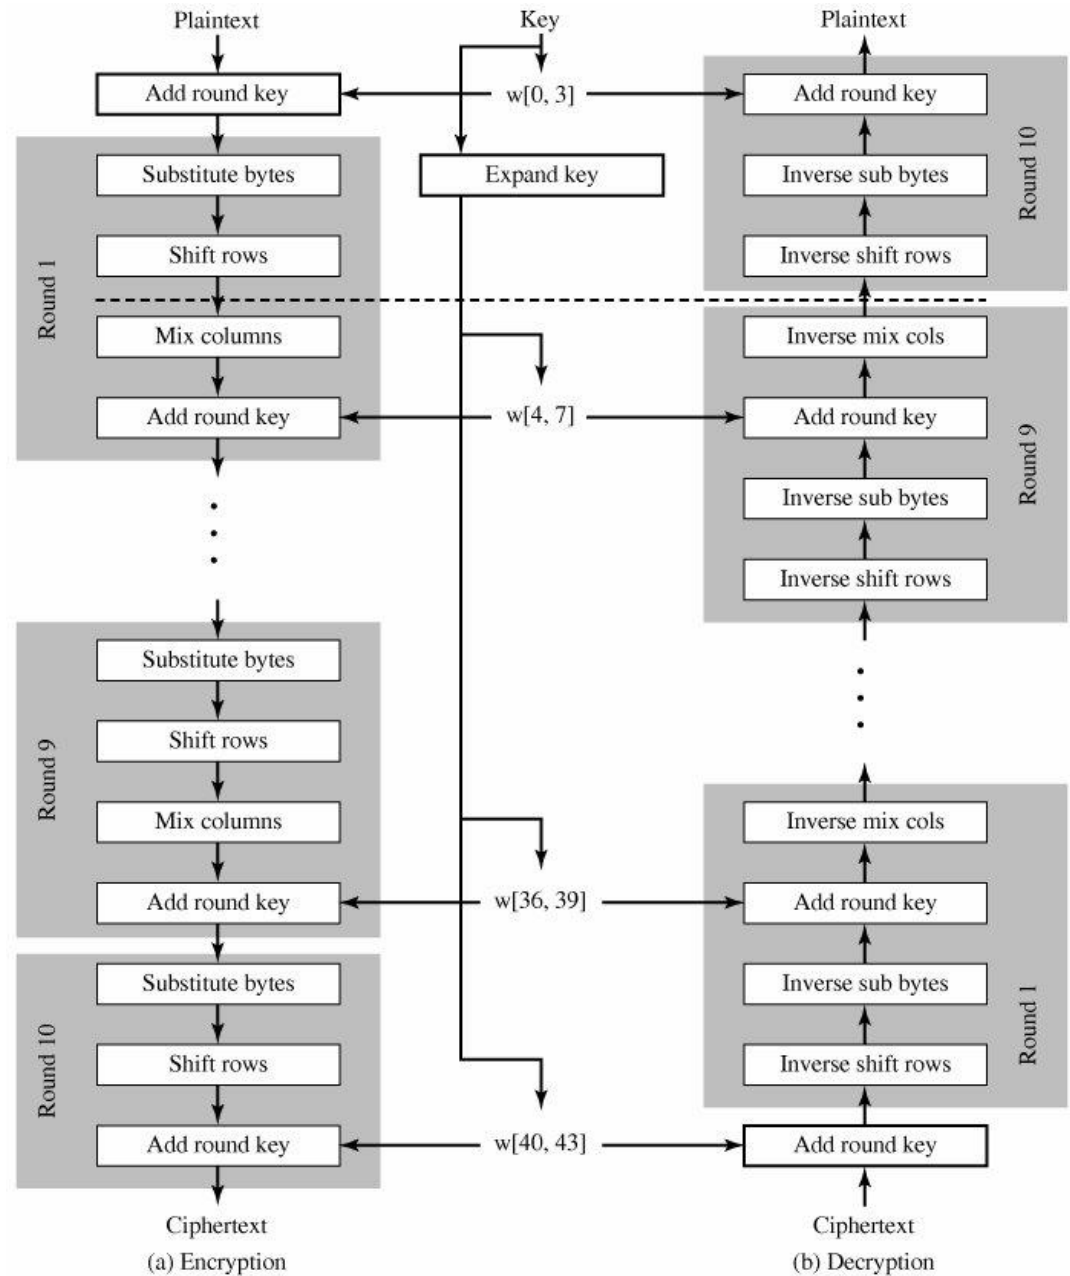 Plaintext
Add round key
Round 1
Substitute bytes
Shift rows
Mix columns
Add round key
Round 9
Substitute bytes
Shift rows
Mix columns
Add round key
Round 10
Substitute bytes
Shift rows
Add round key
Ciphertext
(a) Encryption
Key
w[0, 3]
Expand key
w[4, 7]
w[36, 39]
w[40, 43]
Plaintext
Add round key
Inverse sub bytes
Inverse shift rows
Round 10
Inverse mix cols
Add round key
Inverse sub bytes
Inverse shift rows
Round 9
Inverse mix cols
Add round key
Inverse sub bytes
Inverse shift rows
Round 1
Add round key
Ciphertext
(b) Decryption